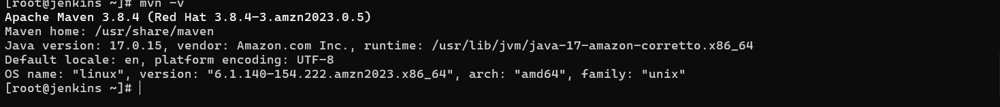 [root@jenkins ~]# mvn -v
Apache Maven 3.8.4 (Red Hat 3.8.4-3.amzn2023.0.5)
Maven home: /usr/share/maven
Java version: 17.0.15, vendor: Amazon.com Inc., runtime: /usr/lib/jvm/java-17-amazon-corretto.x86_64
Default locale: en, platform encoding: UTF-8
OS name: "linux", version: "6.1.140-154.222.amzn2023.x86_64", arch: "amd64", family: "unix"
[root@jenkins ~]#